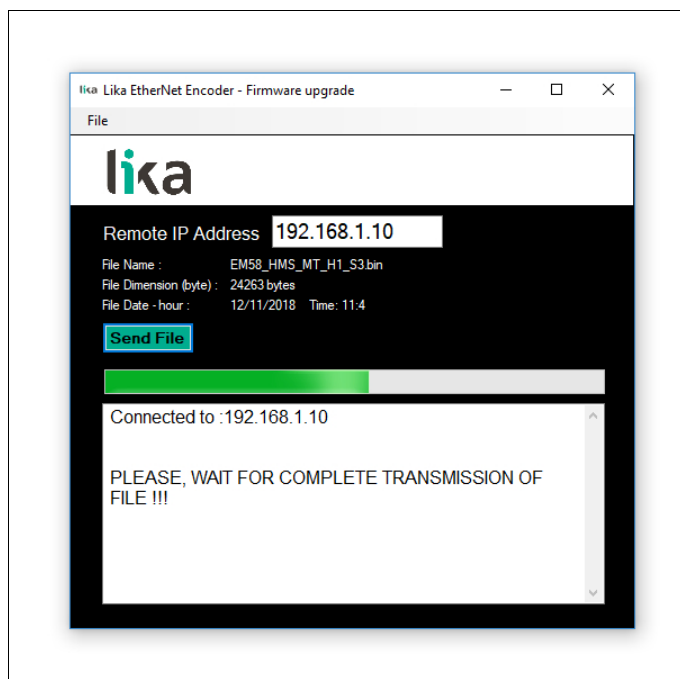 lika Lika EtherNet Encoder - Firmware upgrade
File
lika
Remote IP Address 192.168.1.10
File Name : EM58_HMS_MT_H1_S3.bin
File Dimension (byte) : 24263 bytes
File Date - hour : 12/11/2018 Time: 11:4
Send File
Connected to :192.168.1.10
PLEASE, WAIT FOR COMPLETE TRANSMISSION OF
FILE !!!